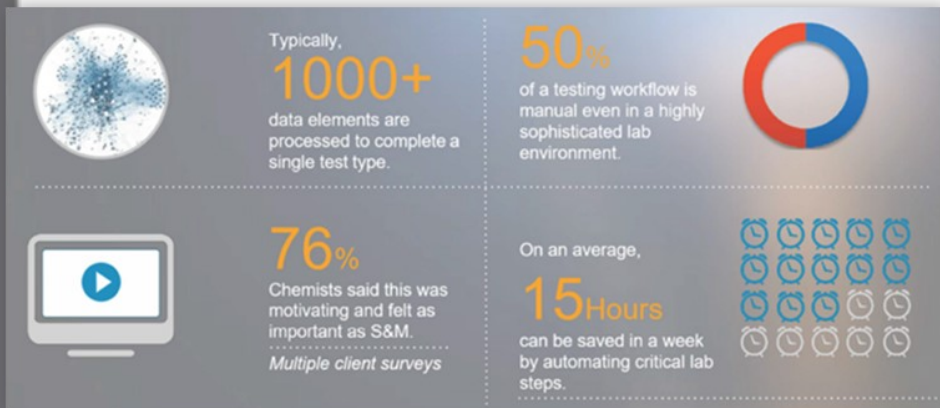 Typically,
1000+
data elements are
processed to complete a
single test type.
50%
of a testing workflow is
manual even in a highly
sophisticated lab
environment.
76%
Chemists said this was
motivating and felt as
important as S&M.
Multiple client surveys
On an average,
15Hours
can be saved in a week
by automating critical lab
steps.